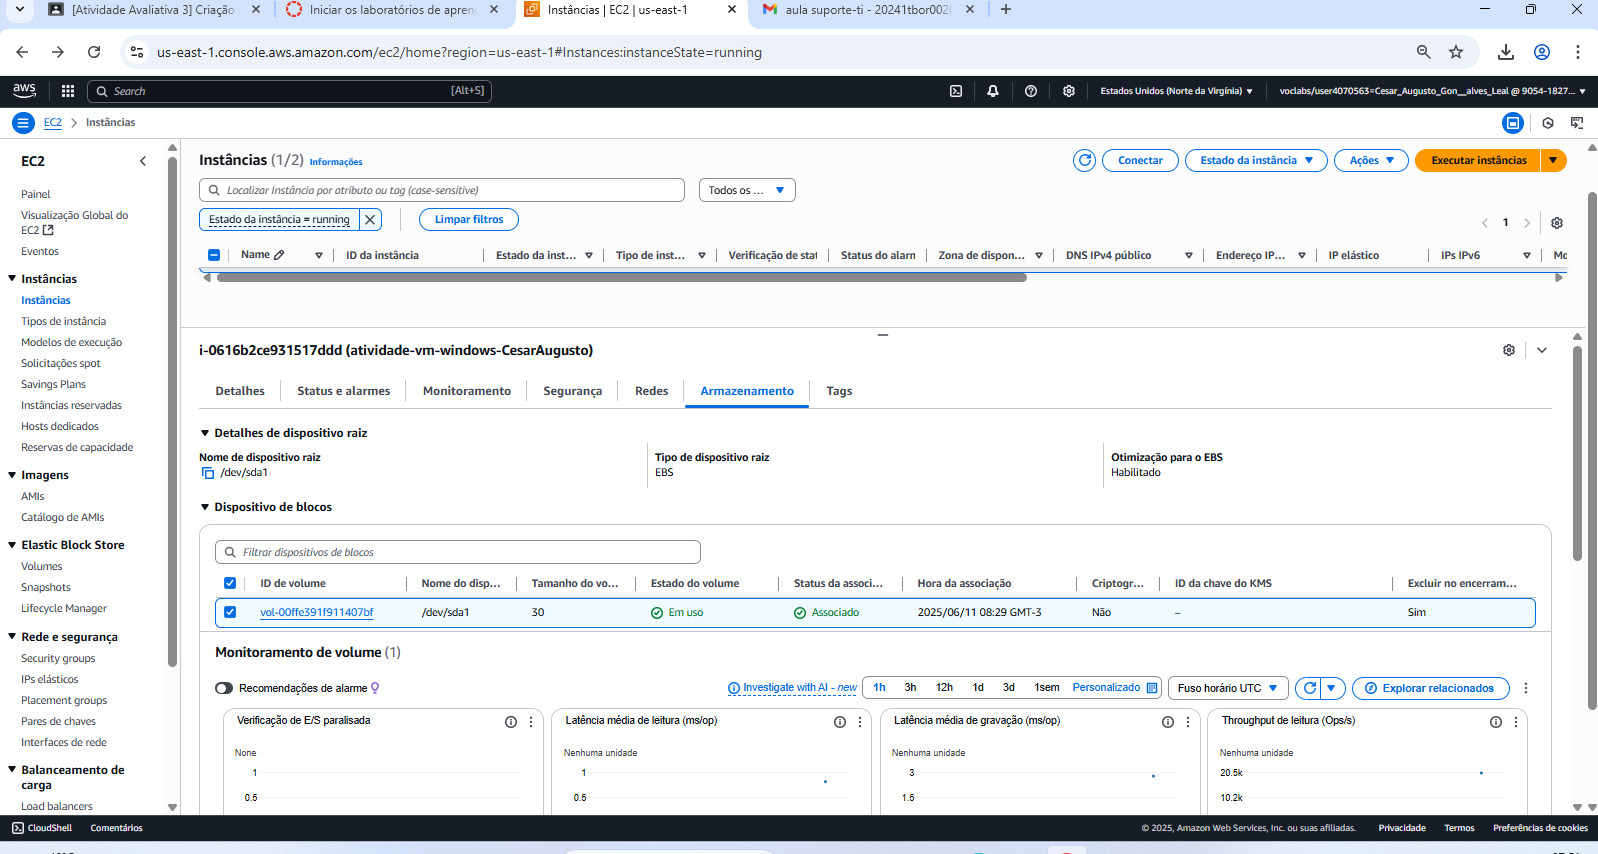 [Atividade Avaliativa 3] Criação
Iniciar os laboratórios de apren
Instâncias | EC2 | us-east-1
aula suporte-ti - 20241tbor002
us-east-1.console.aws.amazon.com/ec2/home?region=us-east-1#Instances:instanceState=running
aws
Search
[Alt+S]
Estados Unidos (Norte da Virgínia)
voclabs/user4070563=Cesar_Augusto_Gon__alves_Leal @ 9054-1827...
EC2
Instâncias
EC2
Painel
Visualização Global do
EC2
Eventos
Instâncias
Instâncias
Tipos de instância
Modelos de execução
Solicitações spot
Savings Plans
Instâncias reservadas
Hosts dedicados
Reservas de capacidade
Imagens
AMIs
Catálogo de AMIs
Elastic Block Store
Volumes
Snapshots
Lifecycle Manager
Rede e segurança
Security groups
IPs elásticos
Placement groups
Pares de chaves
Interfaces de rede
Balanceamento de
carga
Load balancers
Instâncias (1/2) Informações
Conectar
Estado da instância
Ações
Executar instâncias
Localizar Instância por atributo ou tag (case-sensitive)
Todos os ...
Estado da instância = running
Limpar filtros
1
Name
ID da instância
Estado da inst...
Tipo de inst...
Verificação de stat
Status do alarn
Zona de dispon...
DNS IPv4 público
Endereço IP...
IP elástico
IPs IPv6
Mo
i-0616b2ce931517ddd (atividade-vm-windows-CesarAugusto)
Detalhes
Status e alarmes
Monitoramento
Segurança
Redes
Armazenamento
Tags
Detalhes de dispositivo raiz
Nome de dispositivo raiz
/dev/sda1
Tipo de dispositivo raiz
EBS
Otimização para o EBS
Habilitado
Dispositivo de blocos
Filtrar dispositivos de blocos
ID de volume
Nome do disp...
Tamanho do vo...
Estado do volume
Status da associ...
Hora da associação
Criptogr...
ID da chave do KMS
Excluir no encerram...
vol-00ffe391f911407bf
/dev/sda1
30
Em uso
Associado
2025/06/11 08:29 GMT-3
Não
–
Sim
Monitoramento de volume (1)
Recomendações de alarme
Investigate with AI - new
1h
3h
12h
1d
3d
1sem
Personalizado
Fuso horário UTC
Explorar relacionados
Verificação de E/S paralisada
None
1
0.5
Latência média de leitura (ms/op)
Nenhuma unidade
1
0.5
Latência média de gravação (ms/op)
Nenhuma unidade
3
1.5
Throughput de leitura (Ops/s)
Nenhuma unidade
20.5k
10.2k
CloudShell
Comentários
© 2025, Amazon Web Services, Inc. ou suas afiliadas.
Privacidade
Termos
Preferências de cookies